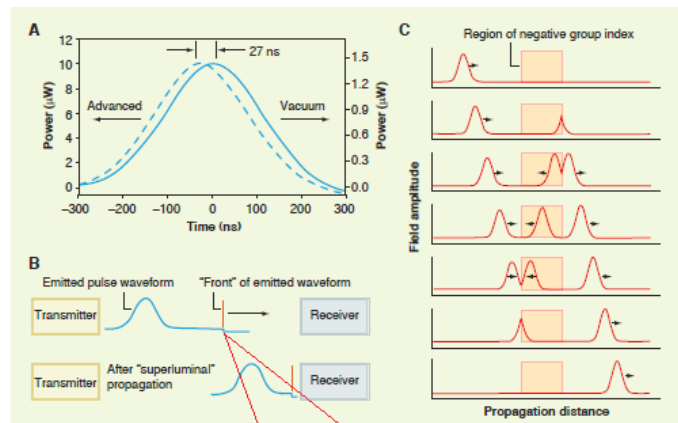 A
12
10
8
6
4
2
0
Power (µW)
27 ns
Advanced
Vacuum
1.5
1.2
0.9
0.6
0.3
0.0
Power (µW)
−300
−200
−100
0
100
200
300
Time (ns)
B
Emitted pulse waveform
"Front" of emitted waveform
Transmitter
Receiver
Transmitter
After "superluminal"
propagation
Receiver
C
Region of negative group index
Field amplitude
Propagation distance